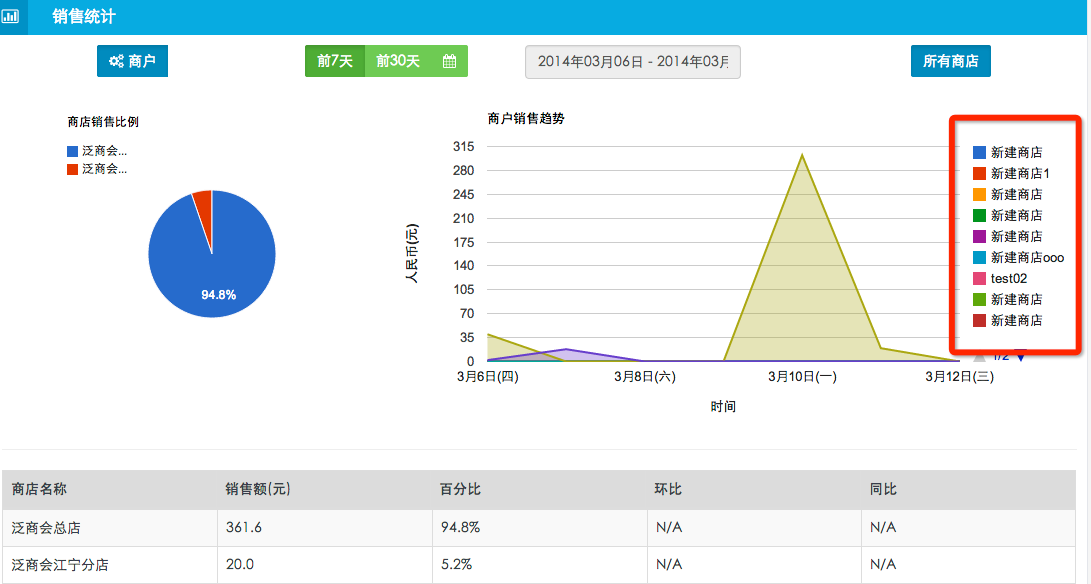 销售统计
商户
前7天 前30天
2014年03月06日 - 2014年03月
所有商店
商店销售比例
泛商会...
泛商会...
94.8%
商户销售趋势
人民币(元)
315
280
245
210
175
140
105
70
35
0
3月6日(四) 3月8日(六) 3月10日(一) 3月12日(三)
时间
新建商店
新建商店1
新建商店
新建商店
新建商店
新建商店ooo
test02
新建商店
新建商店
1/2
商店名称 销售额(元) 百分比 环比 同比
泛商会总店 361.6 94.8% N/A N/A
泛商会江宁分店 20.0 5.2% N/A N/A